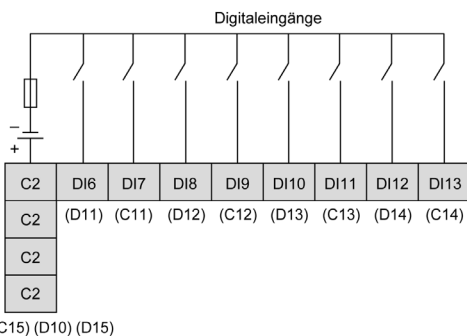 Digitaleingänge
–
+
C2 DI6 DI7 DI8 DI9 DI10 DI11 DI12 DI13
(D11) (C11) (D12) (C12) (D13) (C13) (D14) (C14)
C2
C2
C2
C15) (D10) (D15)